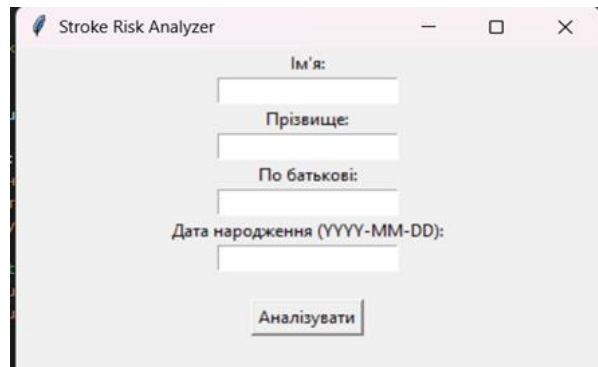 Stroke Risk Analyzer
Ім'я:
Прізвище:
По батькові:
Дата народження (YYYY-MM-DD):
Аналізувати